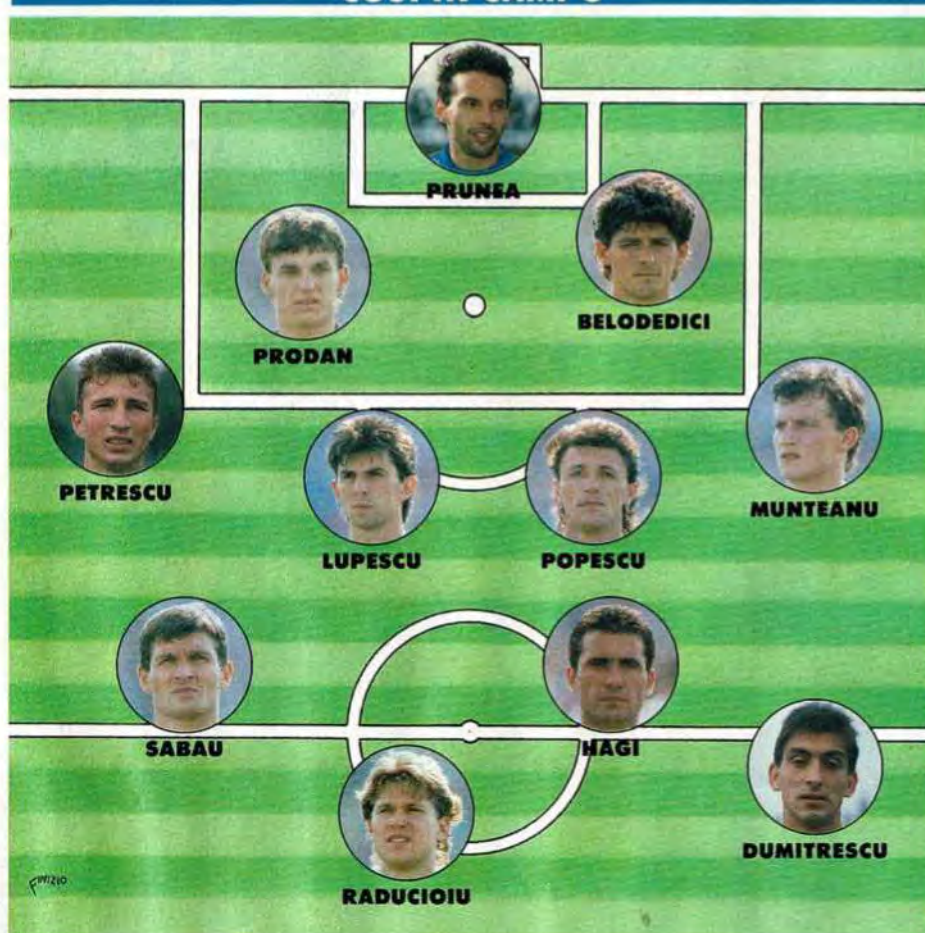 PRUNEA
BELODEDICI
PRODAN
PETRESCU
MUNTEANU
LUPESCU
POPESCU
SABAU
HAGI
DUMITRESCU
RADUCIOIU